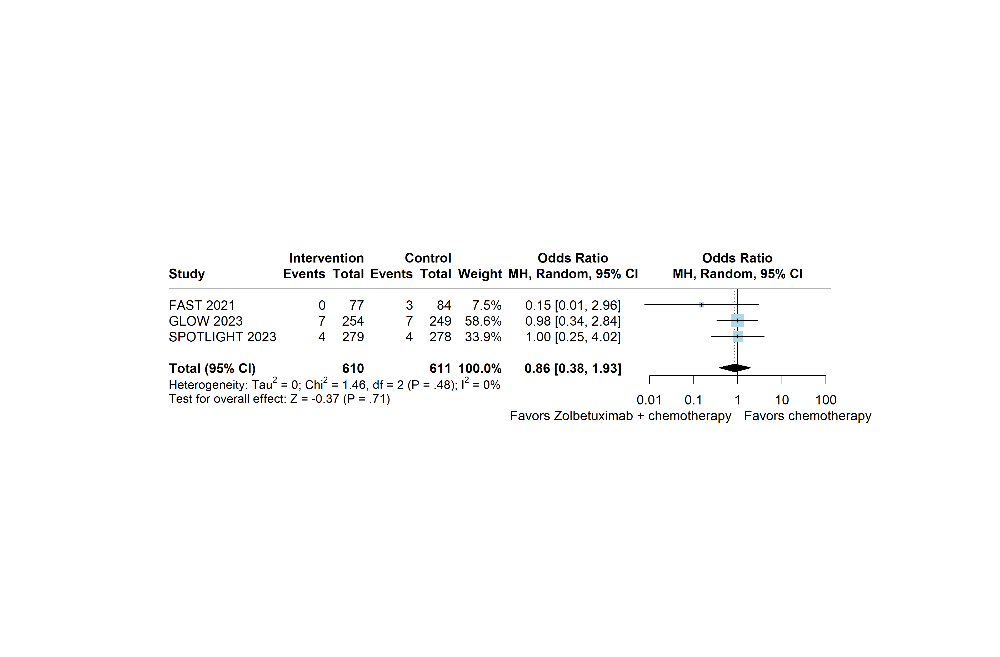 Intervention Control Odds Ratio Odds Ratio
Study Events Total Events Total Weight MH, Random, 95% CI MH, Random, 95% CI
FAST 2021 0 77 3 84 7.5% 0.15 [0.01, 2.96]
GLOW 2023 7 254 7 249 58.6% 0.98 [0.34, 2.84]
SPOTLIGHT 2023 4 279 4 278 33.9% 1.00 [0.25, 4.02]
Total (95% CI) 610 611 100.0% 0.86 [0.38, 1.93]
Heterogeneity: Tau² = 0; Chi² = 1.46, df = 2 (P = .48); I² = 0%
Test for overall effect: Z = -0.37 (P = .71)
0.01 0.1 1 10 100
Favors Zolbetuximab + chemotherapy Favors chemotherapy